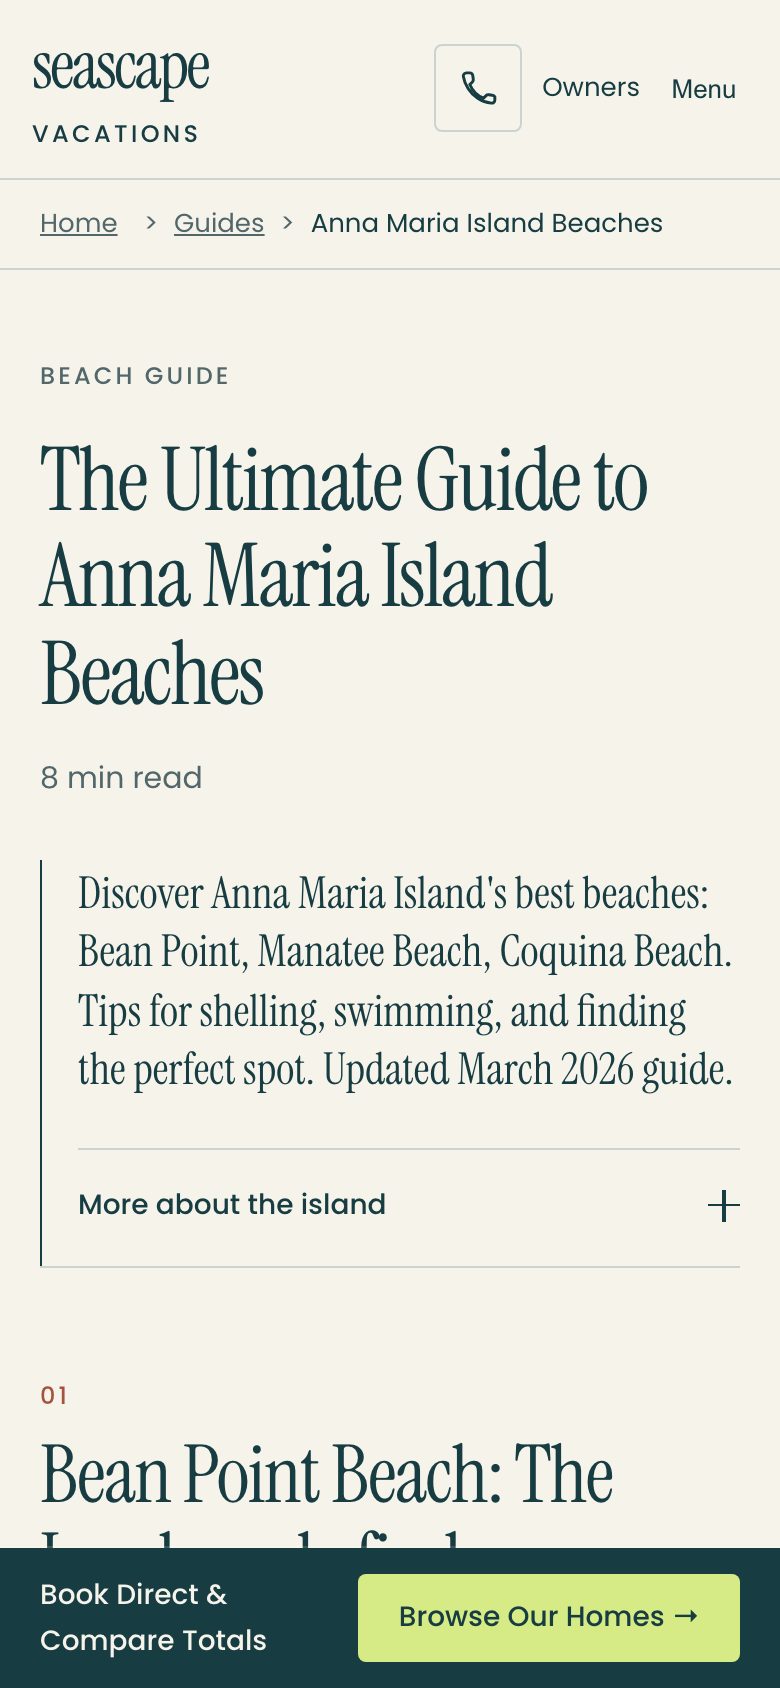 seascape
VACATIONS
Owners
Menu
Home > Guides > Anna Maria Island Beaches
BEACH GUIDE
The Ultimate Guide to
Anna Maria Island
Beaches
8 min read
Discover Anna Maria Island's best beaches:
Bean Point, Manatee Beach, Coquina Beach.
Tips for shelling, swimming, and finding
the perfect spot. Updated March 2026 guide.
More about the island
01
Bean Point Beach: The
Book Direct &
Compare Totals
Browse Our Homes →